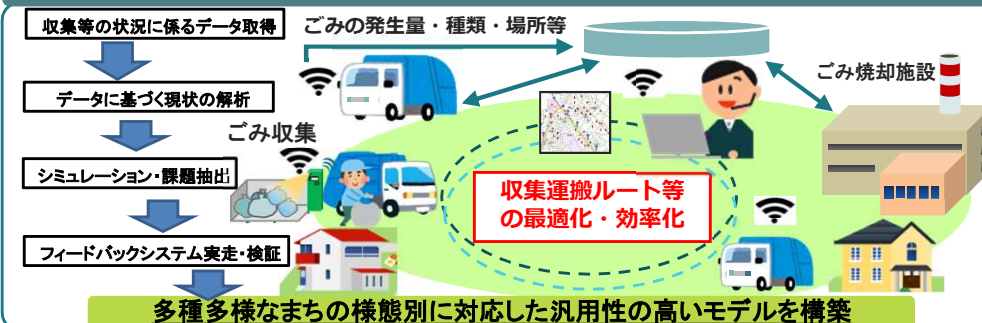 収集等の状況に係るデータ取得
データに基づく現状の解析
シミュレーション・課題抽出
フィードバックシステム実走・検証
ごみの発生量・種類・場所等
ごみ収集
ごみ焼却施設
収集運搬ルート等
の最適化・効率化
多種多様なまちの様態別に対応した汎用性の高いモデルを構築